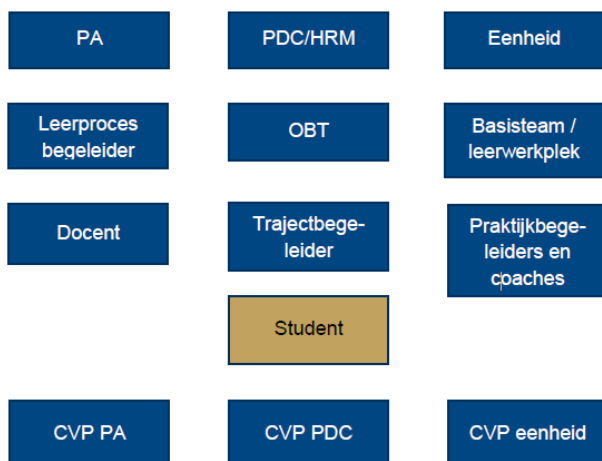 PA
PDC/HRM
Eenheid
Leerproces
begeleider
OBT
Basisteam /
leerwerkplek
Docent
Trajectbege-
leider
Praktijkbege-
leiders en
coaches
Student
CVP PA
CVP PDC
CVP eenheid